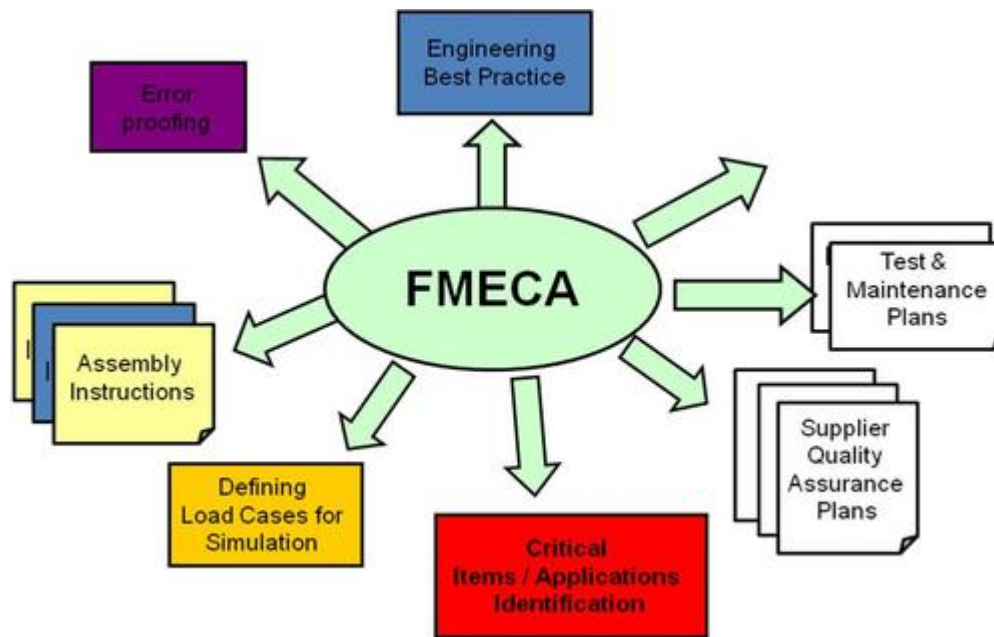 Engineering
Best Practice
Error
proofing
FMECA
Test &
Maintenance
Plans
Assembly
Instructions
Supplier
Quality
Assurance
Plans
Defining
Load Cases for
Simulation
Critical
Items / Applications
Identification